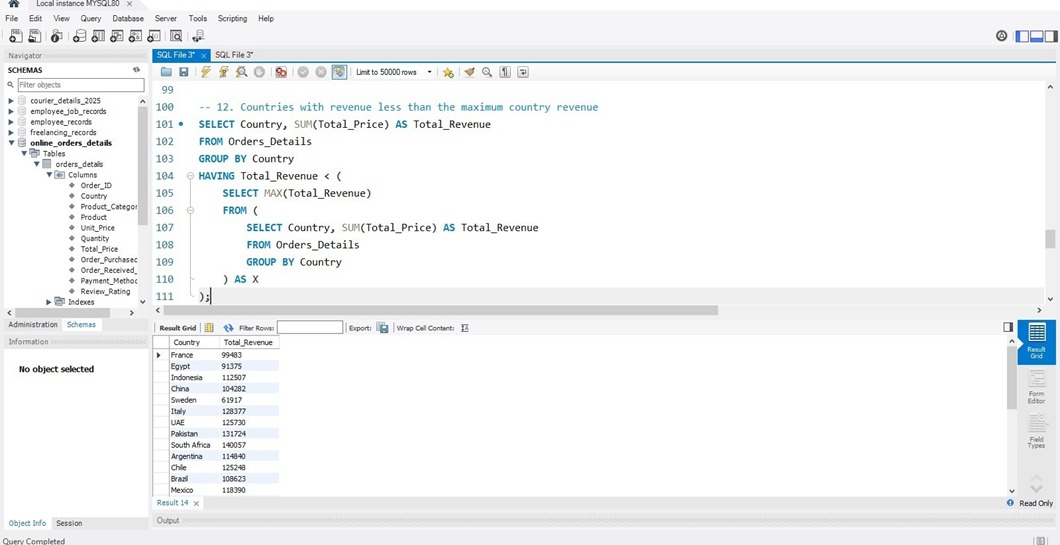 Local instance MYSQL80
File Edit View Query Database Server Tools Scripting Help
Navigator
SCHEMAS
Filter objects
courier_details_2025
employee_job_records
employee_records
freelancing_records
online_orders_details
Tables
orders_details
Columns
Order_ID
Country
Product_Categor
Product
Unit_Price
Quantity
Total_Price
Order_Purchased
Order_Received_
Payment_Method
Review_Rating
Indexes
Administration Schemas
Information
No object selected
Object Info Session
SQL File 3* SQL File 3*
Limit to 50000 rows
99
100 -- 12. Countries with revenue less than the maximum country revenue
101 SELECT Country, SUM(Total_Price) AS Total_Revenue
102 FROM Orders_Details
103 GROUP BY Country
104 HAVING Total_Revenue < (
105 SELECT MAX(Total_Revenue)
106 FROM (
107 SELECT Country, SUM(Total_Price) AS Total_Revenue
108 FROM Orders_Details
109 GROUP BY Country
110 ) AS X
111 );
Result Grid Filter Rows: Export: Wrap Cell Content:
Country Total_Revenue
France 99483
Egypt 91375
Indonesia 112507
China 104282
Sweden 61917
Italy 128377
UAE 125730
Pakistan 131724
South Africa 140057
Argentina 114840
Chile 125248
Brazil 108623
Mexico 118390
Result Grid
Form Editor
Field Types
Result 14
Read Only
Output
Query Completed